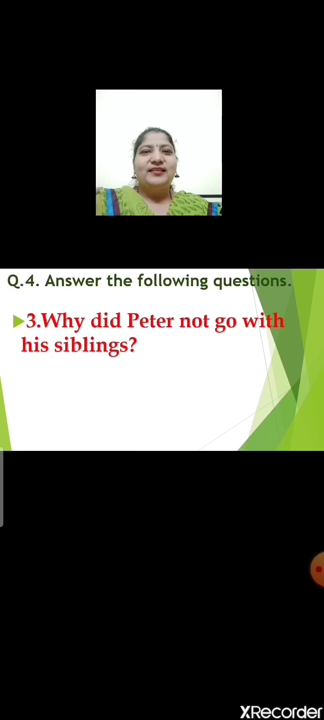 Q.4. Answer the following questions.
3.Why did Peter not go with
his siblings?
XRECORDER